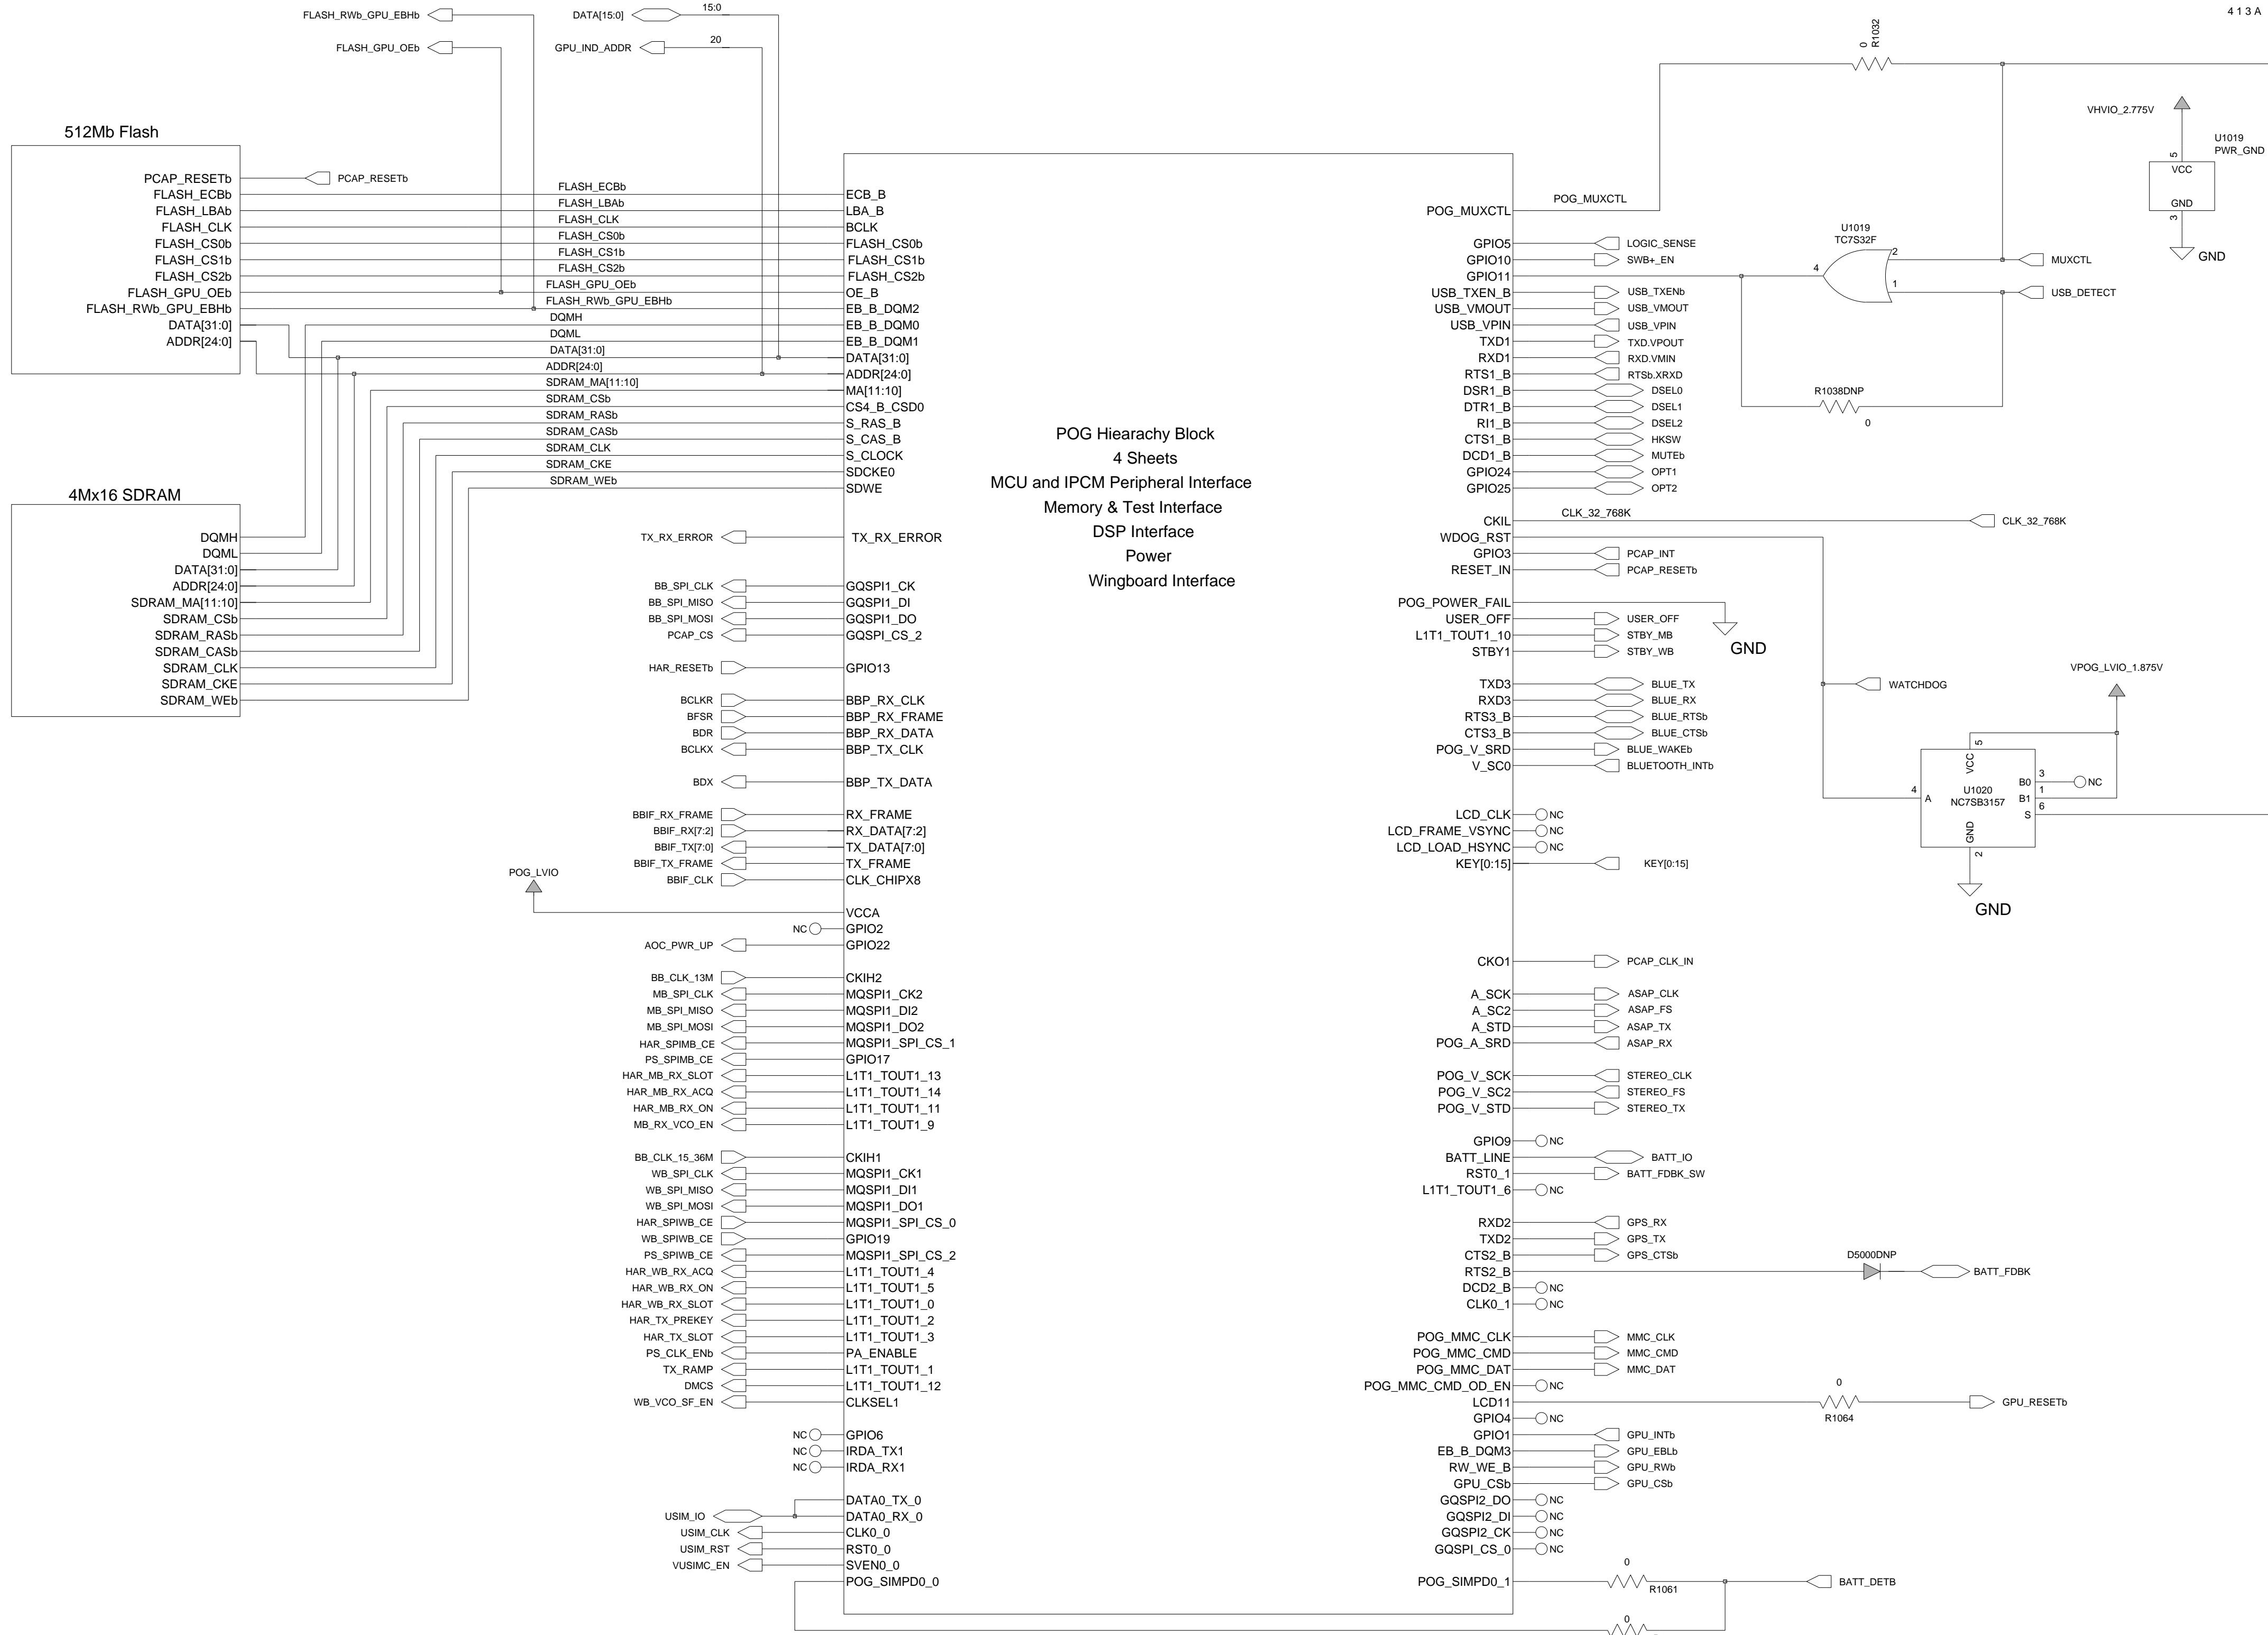 413A
FLASH_RWb_GPU_EBHb
DATA[15:0]
15:0
FLASH_GPU_OEb
GPU_IND_ADDR
20
0
R1032
VHVIO_2.775V
U1019
PWR_GND
5
VCC
GND
3
GND
512Mb Flash
PCAP_RESETb
FLASH_ECBb
FLASH_LBAb
FLASH_CLK
FLASH_CS0b
FLASH_CS1b
FLASH_CS2b
FLASH_GPU_OEb
FLASH_RWb_GPU_EBHb
DATA[31:0]
ADDR[24:0]
PCAP_RESETb
4Mx16 SDRAM
DQMH
DQML
DATA[31:0]
ADDR[24:0]
SDRAM_MA[11:10]
SDRAM_CSb
SDRAM_RASb
SDRAM_CASb
SDRAM_CLK
SDRAM_CKE
SDRAM_WEb
FLASH_ECBb
FLASH_LBAb
FLASH_CLK
FLASH_CS0b
FLASH_CS1b
FLASH_CS2b
FLASH_GPU_OEb
FLASH_RWb_GPU_EBHb
DQMH
DQML
DATA[31:0]
ADDR[24:0]
SDRAM_MA[11:10]
SDRAM_CSb
SDRAM_RASb
SDRAM_CASb
SDRAM_CLK
SDRAM_CKE
SDRAM_WEb
ECB_B
LBA_B
BCLK
FLASH_CS0b
FLASH_CS1b
FLASH_CS2b
OE_B
EB_B_DQM2
EB_B_DQM0
EB_B_DQM1
DATA[31:0]
ADDR[24:0]
MA[11:10]
CS4_B_CSD0
S_RAS_B
S_CAS_B
S_CLOCK
SDCKE0
SDWE
TX_RX_ERROR TX_RX_ERROR
BB_SPI_CLK GQSPI1_CK
BB_SPI_MISO GQSPI1_DI
BB_SPI_MOSI GQSPI1_DO
PCAP_CS GQSPI_CS_2
HAR_RESETb GPIO13
BCLKR BBP_RX_CLK
BFSR BBP_RX_FRAME
BDR BBP_RX_DATA
BCLKX BBP_TX_CLK
BDX BBP_TX_DATA
BBIF_RX_FRAME RX_FRAME
BBIF_RX[7:2] RX_DATA[7:2]
BBIF_TX[7:0] TX_DATA[7:0]
BBIF_TX_FRAME TX_FRAME
BBIF_CLK CLK_CHIPX8
POG_LVIO
VCCA
NC GPIO2
AOC_PWR_UP GPIO22
BB_CLK_13M CKIH2
MB_SPI_CLK MQSPI1_CK2
MB_SPI_MISO MQSPI1_DI2
MB_SPI_MOSI MQSPI1_DO2
HAR_SPIMB_CE MQSPI1_SPI_CS_1
PS_SPIMB_CE GPIO17
HAR_MB_RX_SLOT L1T1_TOUT1_13
HAR_MB_RX_ACQ L1T1_TOUT1_14
HAR_MB_RX_ON L1T1_TOUT1_11
MB_RX_VCO_EN L1T1_TOUT1_9
BB_CLK_15_36M CKIH1
WB_SPI_CLK MQSPI1_CK1
WB_SPI_MISO MQSPI1_DI1
WB_SPI_MOSI MQSPI1_DO1
HAR_SPIWB_CE MQSPI1_SPI_CS_0
WB_SPIWB_CE GPIO19
PS_SPIWB_CE MQSPI1_SPI_CS_2
HAR_WB_RX_ACQ L1T1_TOUT1_4
HAR_WB_RX_ON L1T1_TOUT1_5
HAR_WB_RX_SLOT L1T1_TOUT1_0
HAR_TX_PREKEY L1T1_TOUT1_2
HAR_TX_SLOT L1T1_TOUT1_3
PS_CLK_ENb PA_ENABLE
TX_RAMP L1T1_TOUT1_1
DMCS L1T1_TOUT1_12
WB_VCO_SF_EN CLKSEL1
NC GPIO6
NC IRDA_TX1
NC IRDA_RX1
DATA0_TX_0
USIM_IO DATA0_RX_0
USIM_CLK CLK0_0
USIM_RST RST0_0
VUSIMC_EN SVEN0_0
POG_SIMPD0_0
POG Hiearachy Block
4 Sheets
MCU and IPCM Peripheral Interface
Memory & Test Interface
DSP Interface
Power
Wingboard Interface
POG_MUXCTL POG_MUXCTL
GPIO5 LOGIC_SENSE
GPIO10 SWB+_EN
GPIO11
USB_TXEN_B USB_TXENb
USB_VMOUT USB_VMOUT
USB_VPIN USB_VPIN
TXD1 TXD.VPOUT
RXD1 RXD.VMIN
RTS1_B RTSb.XRXD
DSR1_B DSEL0
DTR1_B DSEL1
RI1_B DSEL2
CTS1_B HKSW
DCD1_B MUTEb
GPIO24 OPT1
GPIO25 OPT2
CKIL CLK_32_768K CLK_32_768K
WDOG_RST
GPIO3 PCAP_INT
RESET_IN PCAP_RESETb
POG_POWER_FAIL
USER_OFF USER_OFF
L1T1_TOUT1_10 STBY_MB
STBY1 STBY_WB
GND
TXD3 BLUE_TX
RXD3 BLUE_RX
RTS3_B BLUE_RTSb
CTS3_B BLUE_CTSb
POG_V_SRD BLUE_WAKEb
V_SC0 BLUETOOTH_INTb
LCD_CLK NC
LCD_FRAME_VSYNC NC
LCD_LOAD_HSYNC NC
KEY[0:15] KEY[0:15]
CKO1 PCAP_CLK_IN
A_SCK ASAP_CLK
A_SC2 ASAP_FS
A_STD ASAP_TX
POG_A_SRD ASAP_RX
POG_V_SCK STEREO_CLK
POG_V_SC2 STEREO_FS
POG_V_STD STEREO_TX
GPIO9 NC
BATT_LINE BATT_IO
RST0_1 BATT_FDBK_SW
L1T1_TOUT1_6 NC
RXD2 GPS_RX
TXD2 GPS_TX
CTS2_B GPS_CTSb
RTS2_B D5000DNP BATT_FDBK
DCD2_B NC
CLK0_1 NC
POG_MMC_CLK MMC_CLK
POG_MMC_CMD MMC_CMD
POG_MMC_DAT MMC_DAT
POG_MMC_CMD_OD_EN NC
LCD11 0 R1064 GPU_RESETb
GPIO4 NC
GPIO1 GPU_INTb
EB_B_DQM3 GPU_EBLb
RW_WE_B GPU_RWb
GPU_CSb GPU_CSb
GQSPI2_DO NC
GQSPI2_DI NC
GQSPI2_CK NC
GQSPI_CS_0 NC
POG_SIMPD0_1 0 R1061 BATT_DETB
0
U1019
TC7S32F
4
2
1
MUXCTL
USB_DETECT
R1038DNP
0
WATCHDOG
VPOG_LVIO_1.875V
5
VCC
4 A
U1020
NC7SB3157
B0 3 NC
B1 1
S 6
GND
2
GND